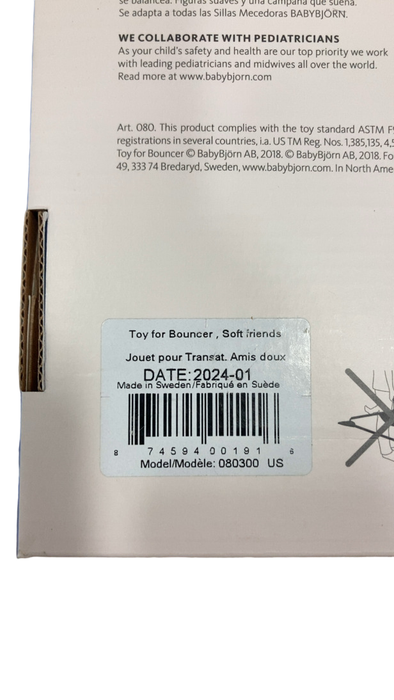 se balancea. Figuras suaves y una campana que suena.
Se adapta a todas las Sillas Mecedoras BABYBJÖRN.
WE COLLABORATE WITH PEDIATRICIANS
As your child's safety and health are our top priority we work
with leading pediatricians and midwives all over the world.
Read more at www.babybjorn.com
Art. 080. This product complies with the toy standard ASTM
registrations in several countries, i.a. US TM Reg. Nos. 1,385,135,
Toy for Bouncer © BabyBjörn AB, 2018. © BabyBjörn AB, 2018. Fo
49, 333 74 Bredaryd, Sweden, www.babybjorn.com. In North Ame
Toy for Bouncer , Soft friends
Jouet pour Transat. Amis doux
DATE:2024-01
Made in Sweden/Fabriqué en Suède
8 74594 00191 6
Model/Modèle: 080300 US